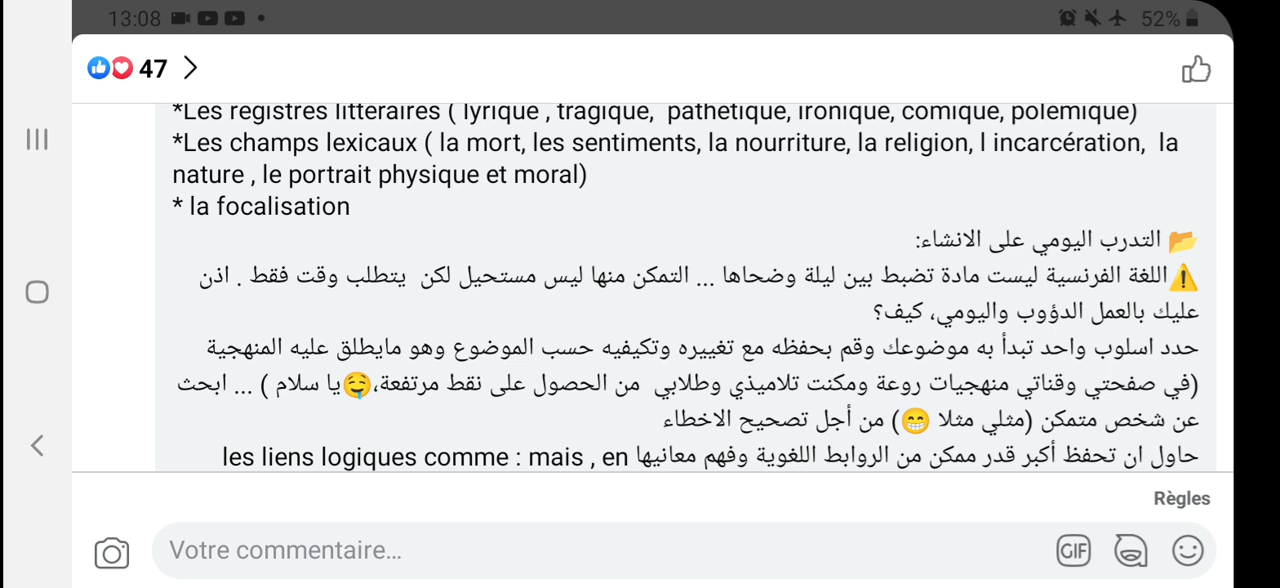 13:08
52%
47
*Les registres littéraires ( lyrique , tragique, pathétique, ironique, comique, polémique)
*Les champs lexicaux ( la mort, les sentiments, la nourriture, la religion, l incarcération, la
nature , le portrait physique et moral)
* la focalisation
📂 التدرب اليومي على الانشاء:
⚠️اللغة الفرنسية ليست مادة تضبط بين ليلة وضحاها ... التمكن منها ليس مستحيل لكن يتطلب وقت فقط . اذن
عليك بالعمل الدؤوب واليومي، كيف؟
حدد اسلوب واحد تبدأ به موضوعك وقم بحفظه مع تغييره وتكيفيه حسب الموضوع وهو مايطلق عليه المنهجية
(في صفحتي وقناتي منهجيات روعة ومكنت تلاميذي وطلابي من الحصول على نقط مرتفعة،🤤يا سلام ) ... ابحث
عن شخص متمكن (مثلي مثلا 😁) من أجل تصحيح الاخطاء
حاول ان تحفظ أكبر قدر ممكن من الروابط اللغوية وفهم معانيها les liens logiques comme : mais , en
Règles
Votre commentaire...
GIF